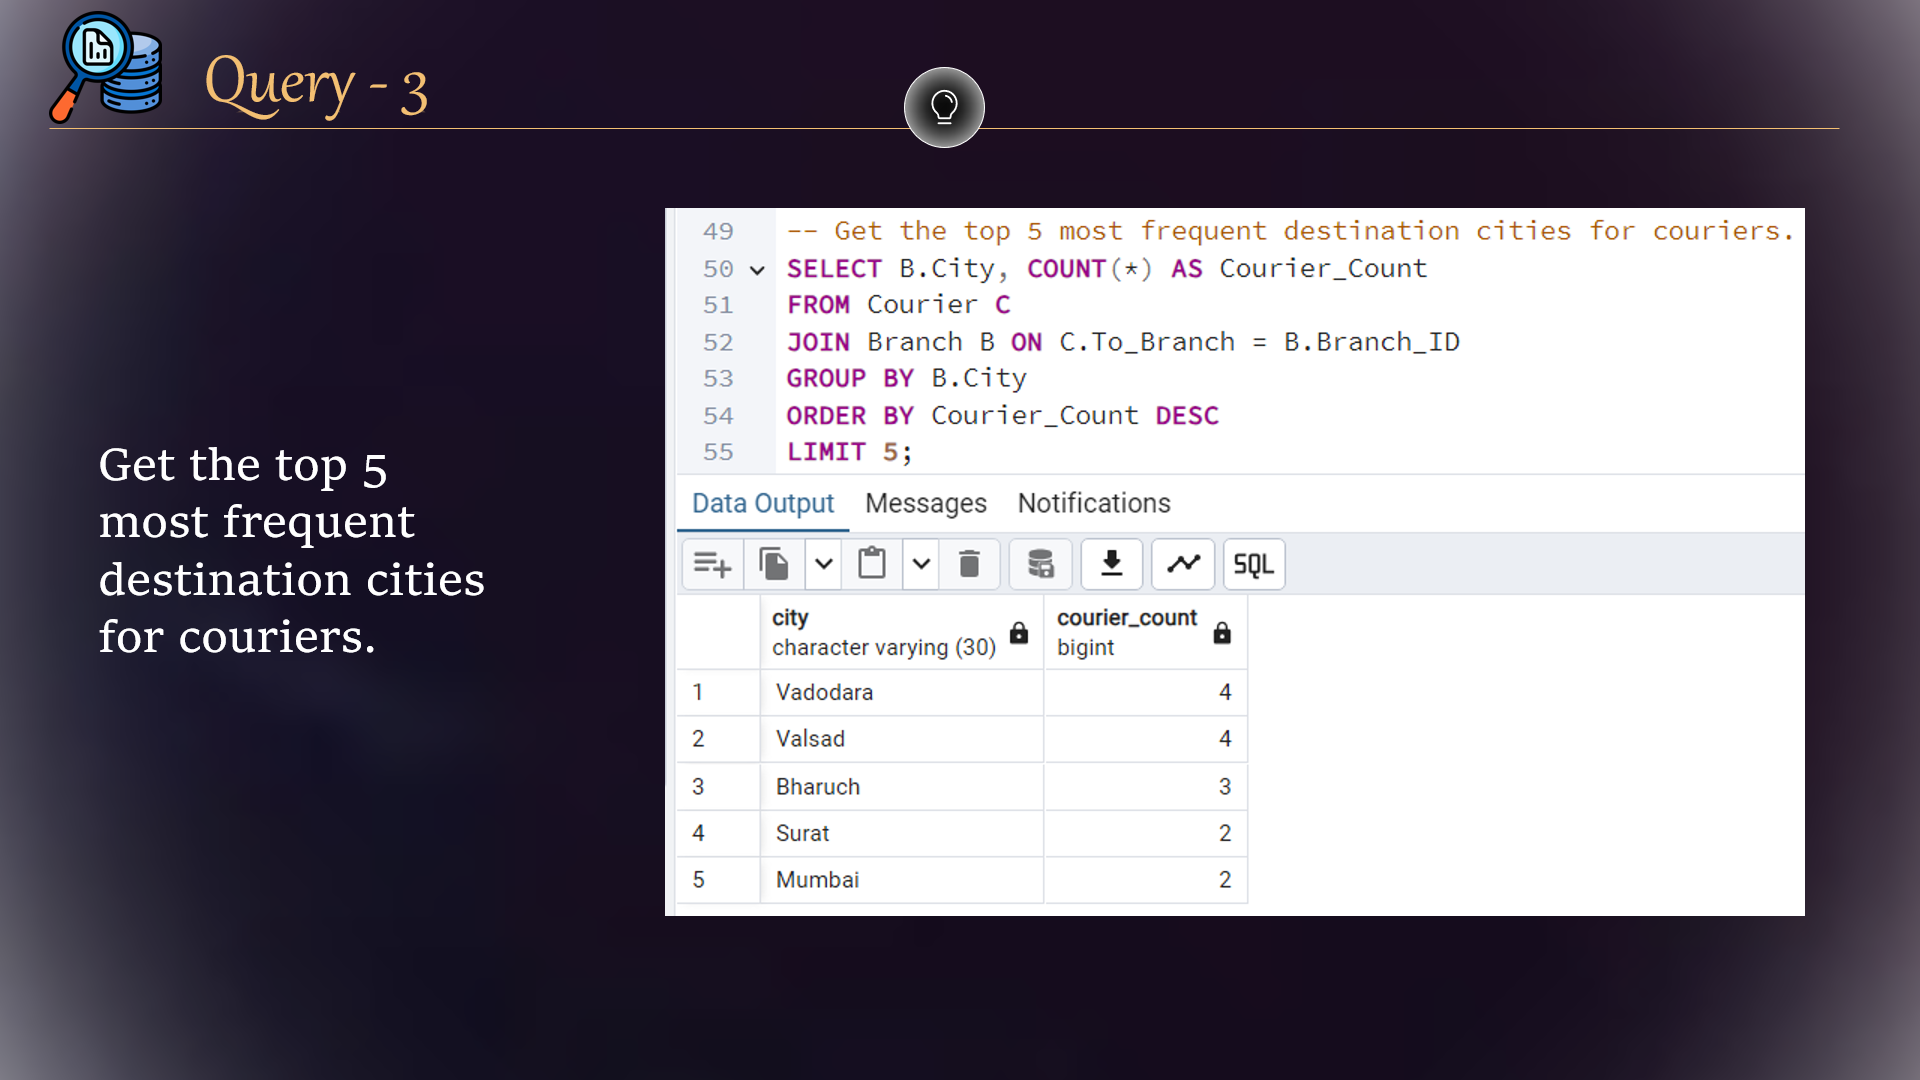 Query - 3
Get the top 5
most frequent
destination cities
for couriers.
49 -- Get the top 5 most frequent destination cities for couriers.
50 SELECT B.City, COUNT(*) AS Courier_Count
51 FROM Courier C
52 JOIN Branch B ON C.To_Branch = B.Branch_ID
53 GROUP BY B.City
54 ORDER BY Courier_Count DESC
55 LIMIT 5;
Data Output Messages Notifications
SQL
city courier_count
character varying (30) bigint
1 Vadodara 4
2 Valsad 4
3 Bharuch 3
4 Surat 2
5 Mumbai 2